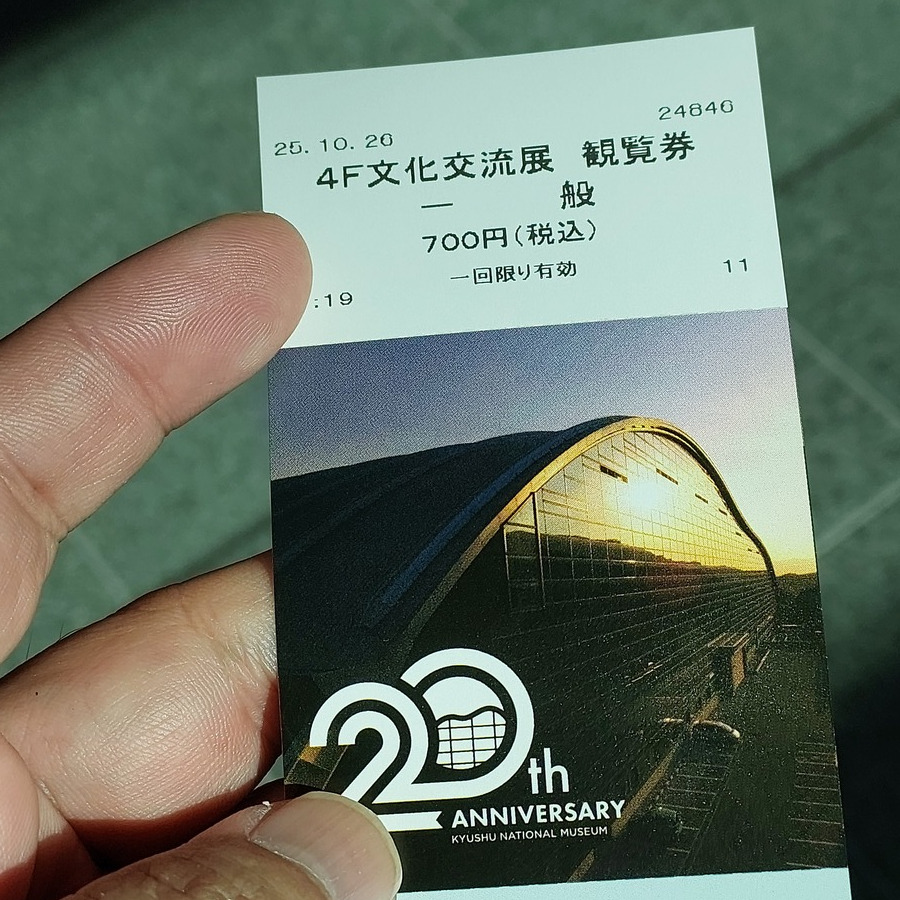 24846
25.10.26
4F文化交流展 観覧券
一 般
700円(税込)
一回限り有効
:19
11
20th
ANNIVERSARY
KYUSHU NATIONAL MUSEUM